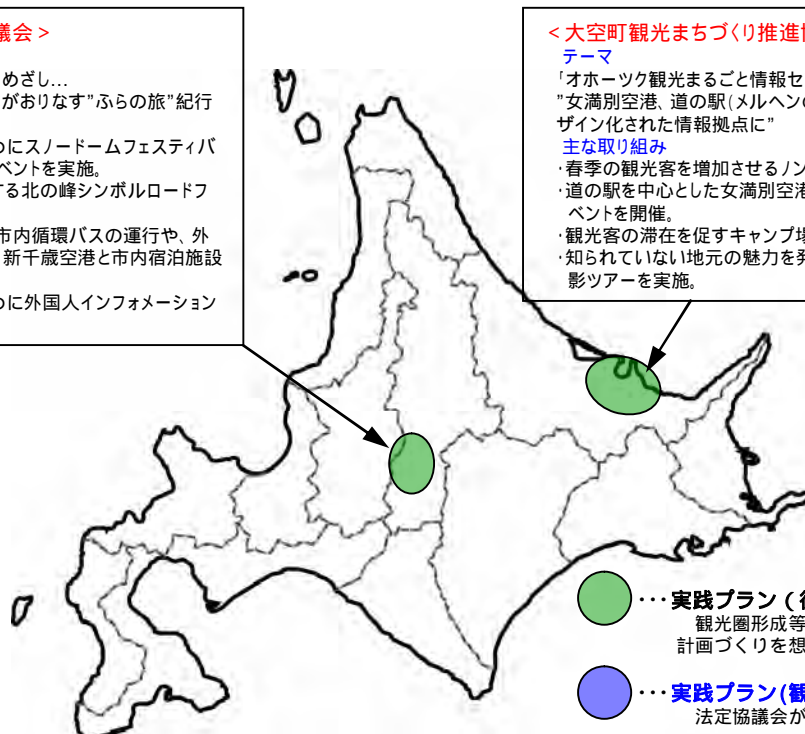 議会>
めざし…
がおりなす”ふらの旅”紀行
めにスノードームフェスティバ
ベントを実施。
する北の峰シンボルロードフ
市内循環バスの運行や、外
新千歳空港と市内宿泊施設
めに外国人インフォメーション
<大空町観光まちづくり推進協
テーマ
「オホーツク観光まるごと情報セ
”女満別空港、道の駅(メルヘンの
ザイン化された情報拠点に”
主な取り組み
・春季の観光客を増加させるノン
・道の駅を中心とした女満別空港
ベントを開催。
・観光客の滞在を促すキャンプ場
・知られていない地元の魅力を発
影ツアーを実施。
…実践プラン(
観光圏形成等
計画づくりを想
…実践プラン(観
法定協議会が